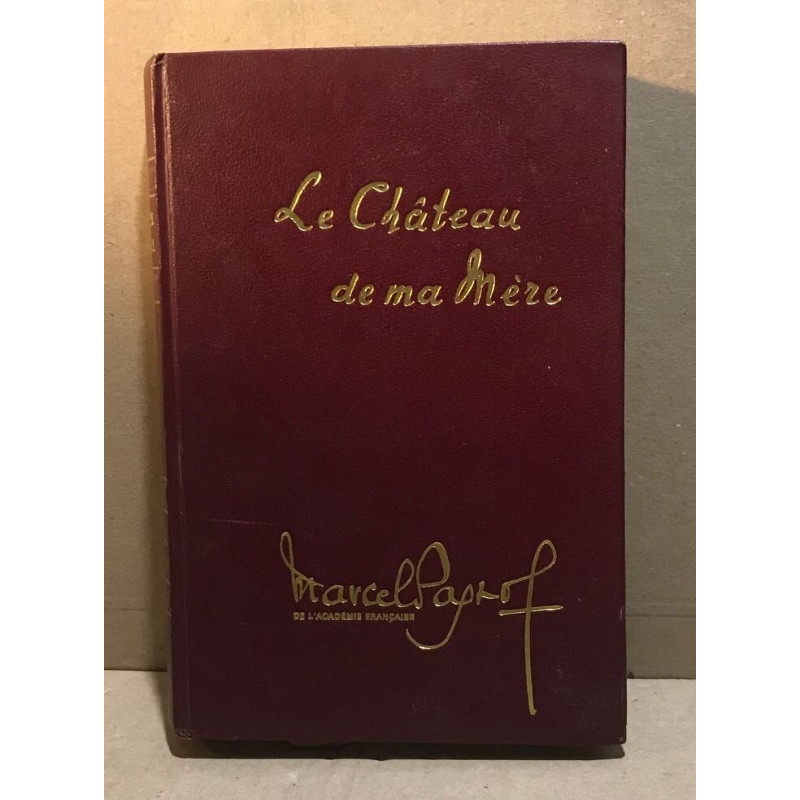 Le Château
de ma Mère
Marcel Pagnol
DE L'ACADÉMIE FRANÇAISE